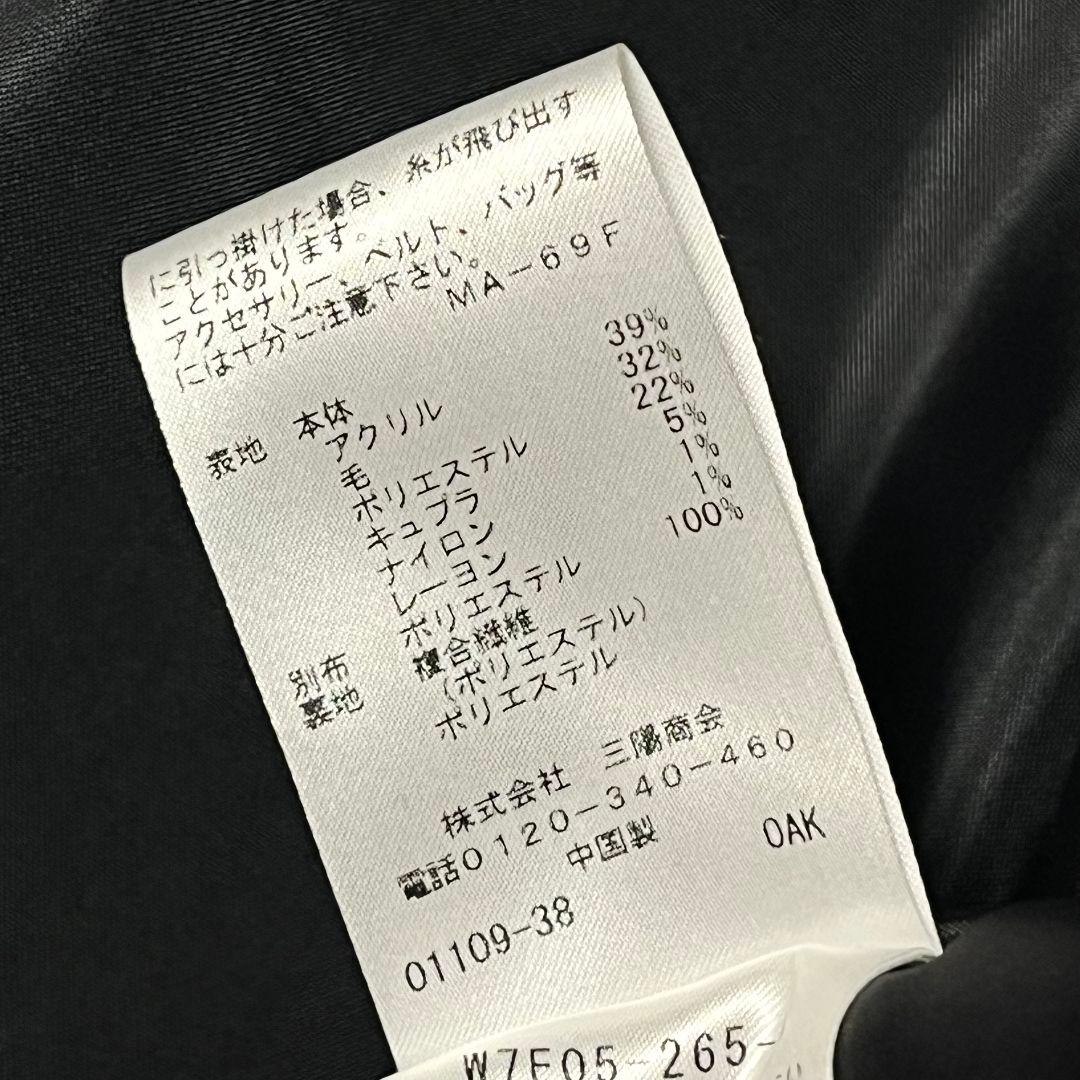 に引っ掛けた場合、糸が飛び出す
ことがあります。
アクセサリー、ベルト、バッグ等
には十分ご注意下さい。
MA-69F
表地 本体
アクリル 39%
毛 32%
ポリエステル 22%
キュプラ 5%
ナイロン 1%
レーヨン 1%
別布 ポリエステル 100%
裏地 複合繊維
(ポリエステル)
ポリエステル
株式会社 三陽商会
電話0120-340-460
中国製
OAK
01109-38
W7E05-265-